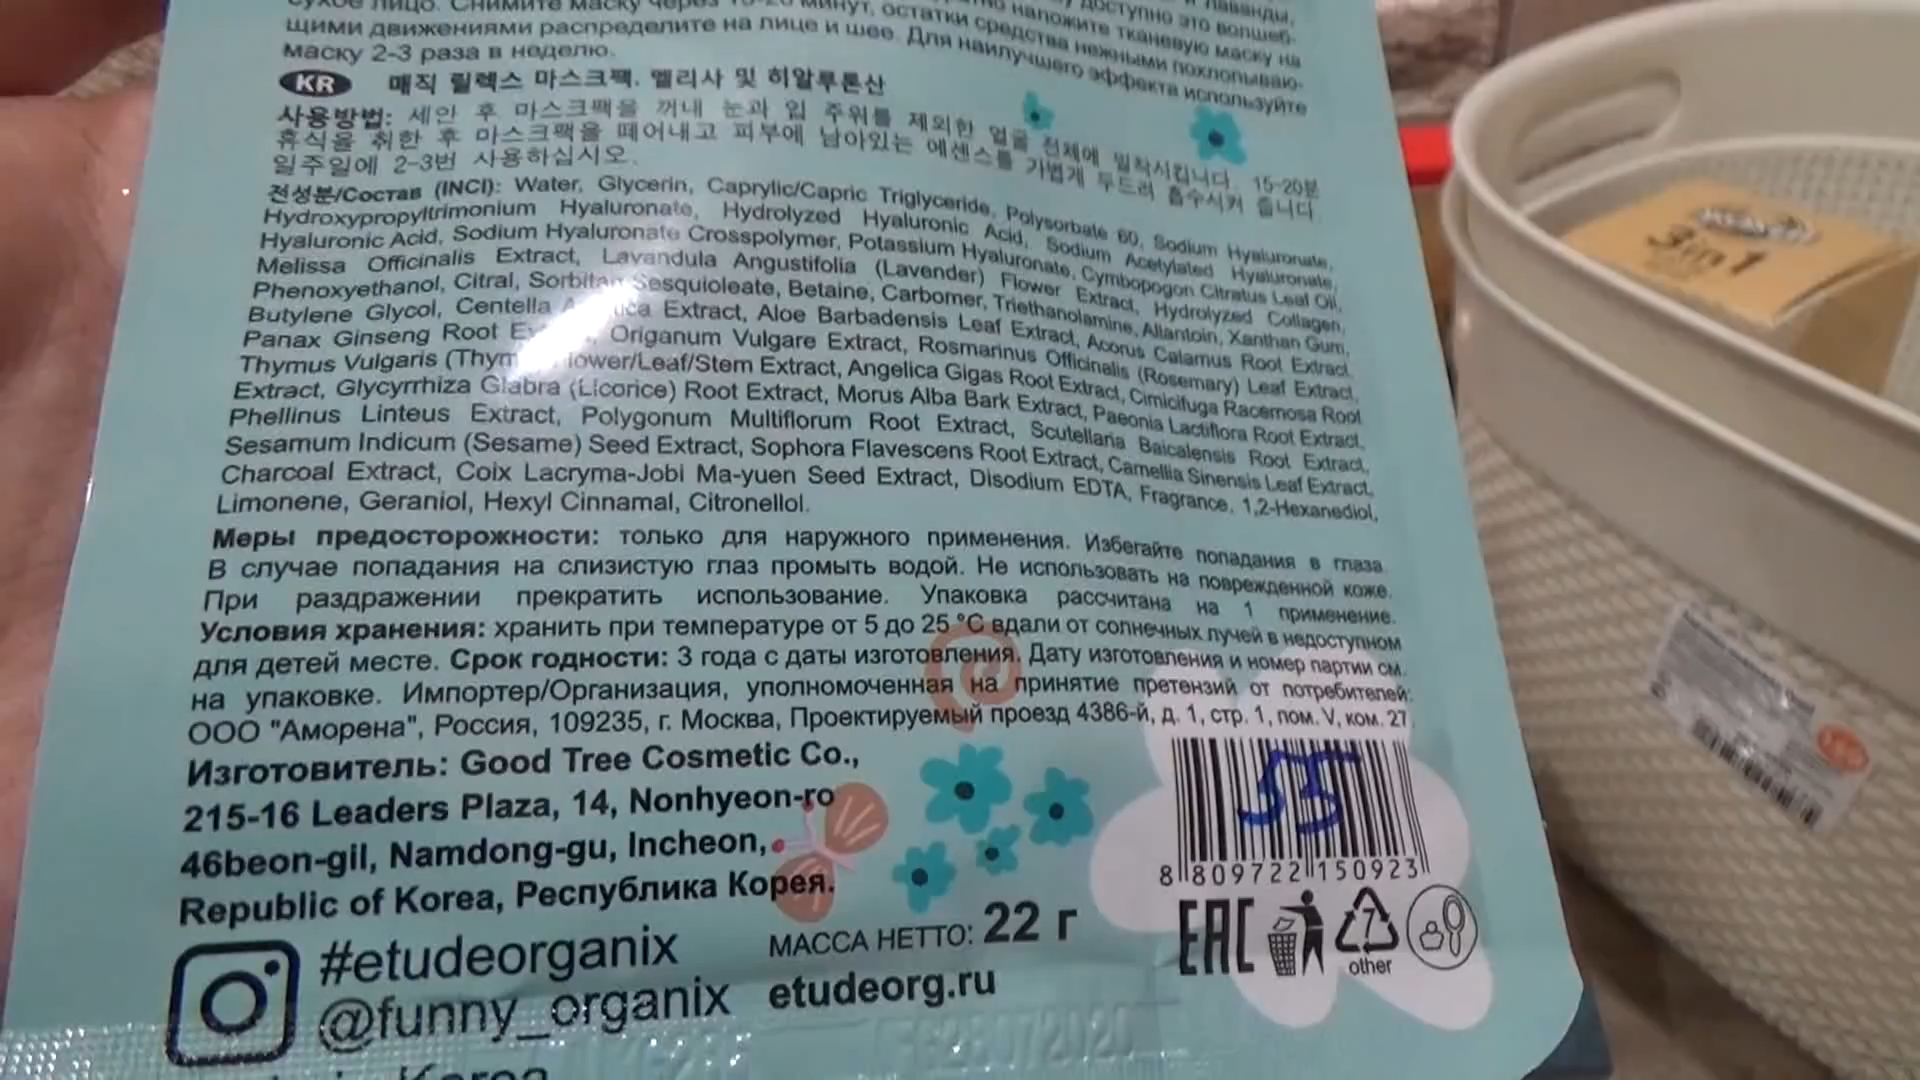 сухое лицо. Снимите маску через минут, остатки средства нежными похлопываю-
щими движениями распределите на лице и шее. Для наилучшего эффекта используйте
маску 2-3 раза в неделю.
KR 매직 릴렉스 마스크팩. 멜리사 및 히알루론산
사용방법: 세안 후 마스크팩을 꺼내 눈과 입 주위를 제외한 얼굴 전체에 밀착시킵니다. 15-20분
휴식을 취한 후 마스크팩을 떼어내고 피부에 남아있는 에센스를 가볍게 두드려 흡수시켜 줍니다.
일주일에 2-3번 사용하십시오.
전성분/Состав (INCI): Water, Glycerin, Caprylic/Capric Triglyceride, Polysorbate 60, Sodium Hyaluronate,
Hydroxypropyltrimonium Hyaluronate, Hydrolyzed Hyaluronic Acid, Sodium Acetylated Hyaluronate,
Hyaluronic Acid, Sodium Hyaluronate Crosspolymer, Potassium Hyaluronate, Cymbopogon Citratus Leaf Oil,
Melissa Officinalis Extract, Lavandula Angustifolia (Lavender) Flower Extract, Hydrolyzed Collagen,
Phenoxyethanol, Citral, Sorbitan Sesquioleate, Betaine, Carbomer, Triethanolamine, Allantoin, Xanthan Gum,
Butylene Glycol, Centella Extract, Aloe Barbadensis Leaf Extract, Acorus Calamus Root Extract,
Panax Ginseng Root Origanum Vulgare Extract, Rosmarinus Officinalis (Rosemary) Leaf Extract,
Thymus Vulgaris (Thyme) Flower/Leaf/Stem Extract, Angelica Gigas Root Extract, Cimicifuga Racemosa Root
Extract, Glycyrrhiza Glabra (Licorice) Root Extract, Morus Alba Bark Extract, Paeonia Lactiflora Root Extract,
Phellinus Linteus Extract, Polygonum Multiflorum Root Extract, Scutellaria Baicalensis Root Extract,
Sesamum Indicum (Sesame) Seed Extract, Sophora Flavescens Root Extract, Camellia Sinensis Leaf Extract,
Charcoal Extract, Coix Lacryma-Jobi Ma-yuen Seed Extract, Disodium EDTA, Fragrance, 1,2-Hexanediol,
Limonene, Geraniol, Hexyl Cinnamal, Citronellol.
Меры предосторожности: только для наружного применения. Избегайте попадания в глаза.
В случае попадания на слизистую глаз промыть водой. Не использовать на поврежденной коже.
При раздражении прекратить использование. Упаковка рассчитана на 1 применение.
Условия хранения: хранить при температуре от 5 до 25 °C вдали от солнечных лучей в недоступном
для детей месте. Срок годности: 3 года с даты изготовления. Дату изготовления и номер партии см.
на упаковке. Импортер/Организация, уполномоченная на принятие претензий от потребителей:
ООО "Аморена", Россия, 109235, г. Москва, Проектируемый проезд 4386-й, д. 1, стр. 1, пом. V, ком. 27.
Изготовитель: Good Tree Cosmetic Co.,
215-16 Leaders Plaza, 14, Nonhyeon-ro
46beon-gil, Namdong-gu, Incheon,
Republic of Korea, Республика Корея.
55
8 809722 150923
#etudeorganix
@funny_organix
МАССА НЕТТО: 22 г
etudeorg.ru
EAC
7
other
3 in 1
Korea